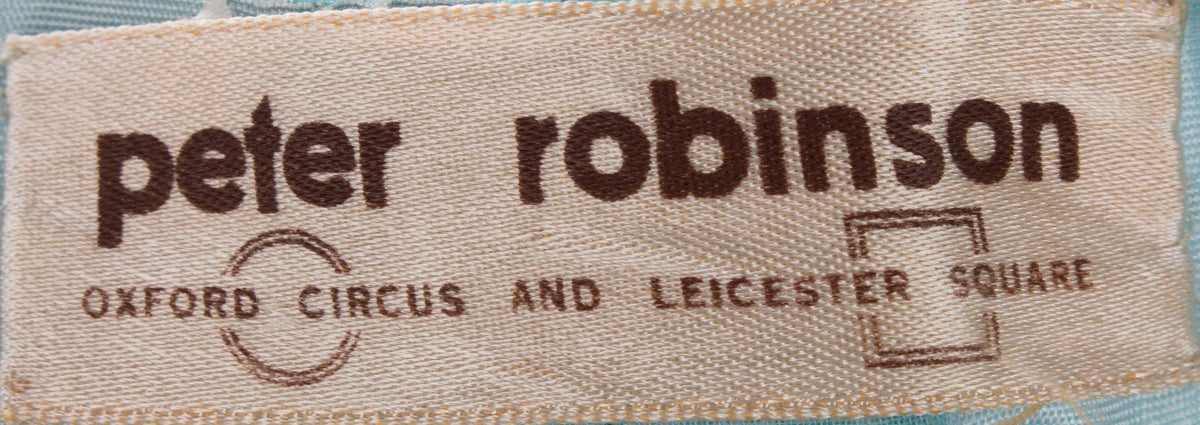 peter robinson
OXFORD CIRCUS AND LEICESTER SQUARE